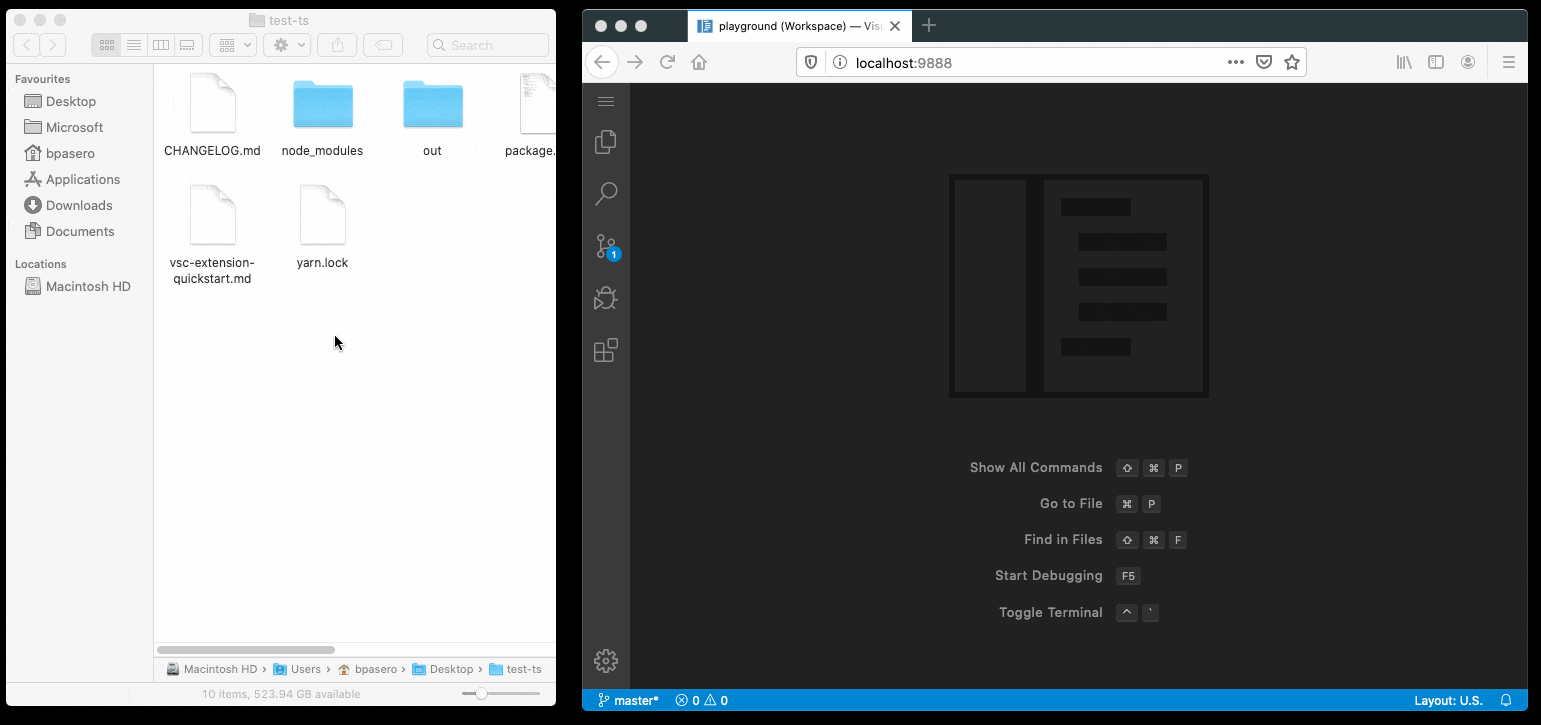 test-ts
Search
Favourites
Desktop
Microsoft
bpasero
Applications
Downloads
Documents
Locations
Macintosh HD
CHANGELOG.md
node_modules
out
package.
vsc-extension-
quickstart.md
yarn.lock
Macintosh HD › Users › bpasero › Desktop › test-ts
10 items, 523.94 GB available
playground (Workspace) — Vis
localhost:9888
1
Show All Commands ⇧ ⌘ P
Go to File ⌘ P
Find in Files ⇧ ⌘ F
Start Debugging F5
Toggle Terminal ^ `
master* 0 0 Layout: U.S.